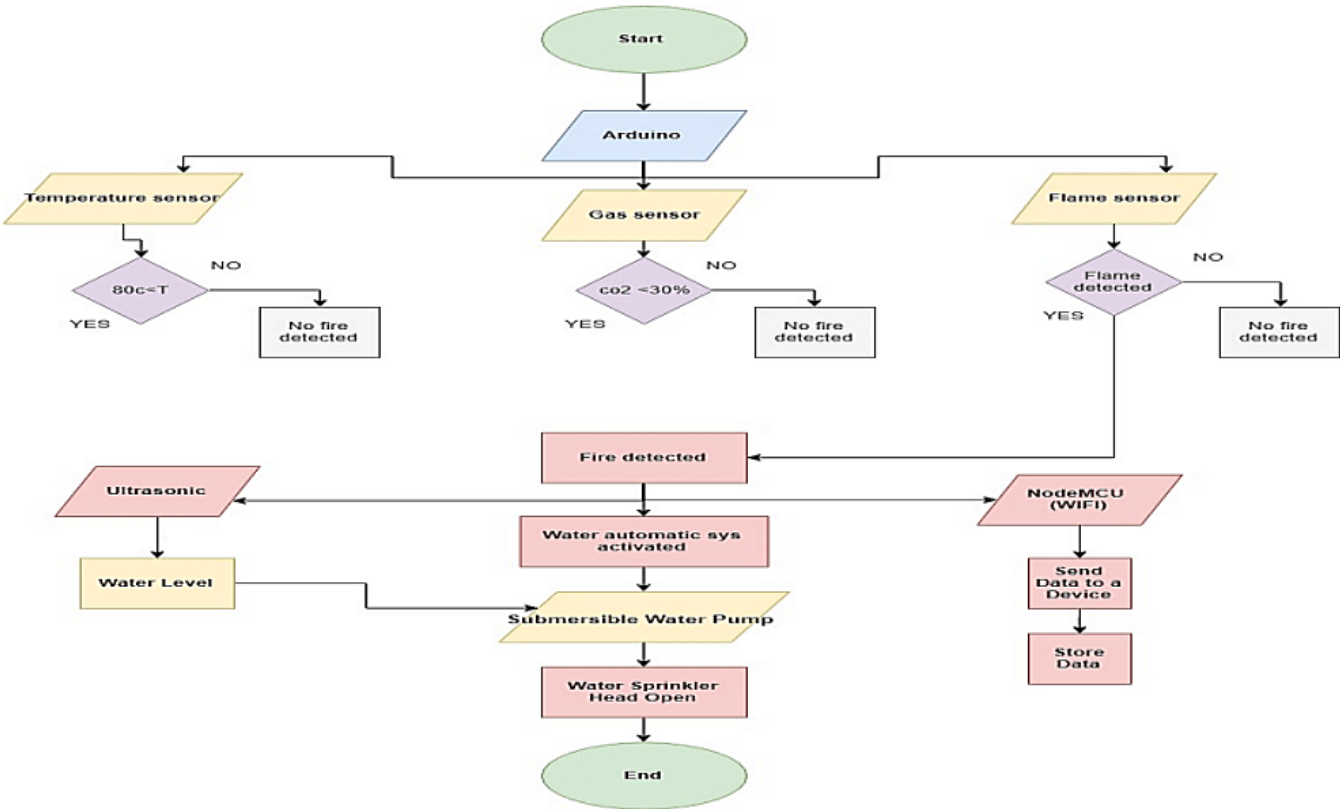 Start
Arduino
Temperature sensor
Gas sensor
Flame sensor
80c<T
NO
YES
No fire
detected
co2 <30%
NO
YES
No fire
detected
Flame
detected
NO
YES
No fire
detected
Fire detected
Ultrasonic
NodeMCU
(WIFI)
Water automatic sys
activated
Water Level
Send
Data to a
Device
Submersible Water Pump
Store
Data
Water Sprinkler
Head Open
End